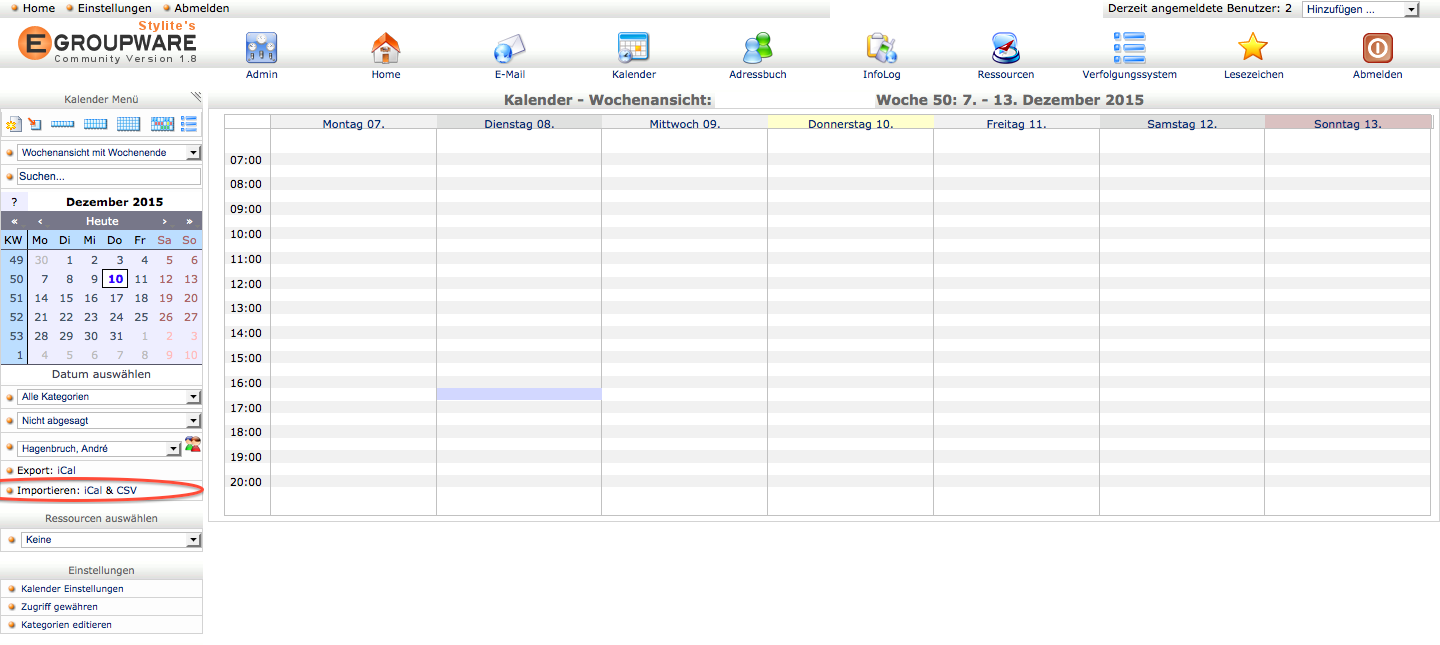 Home Einstellungen Abmelden
Derzeit angemeldete Benutzer: 2 Hinzufügen ...
Stylite's
EGROUPWARE
Community Version 1.8
Admin Home E-Mail Kalender Adressbuch InfoLog Ressourcen Verfolgungssystem Lesezeichen Abmelden
Kalender Menü
Wochenansicht mit Wochenende
Suchen...
? Dezember 2015
« ‹ Heute › »
KW Mo Di Mi Do Fr Sa So
49 30 1 2 3 4 5 6
50 7 8 9 10 11 12 13
51 14 15 16 17 18 19 20
52 21 22 23 24 25 26 27
53 28 29 30 31 1 2 3
1 4 5 6 7 8 9 10
Datum auswählen
Alle Kategorien
Nicht abgesagt
Hagenbruch, André
Export: iCal
Importieren: iCal & CSV
Ressourcen auswählen
Keine
Einstellungen
Kalender Einstellungen
Zugriff gewähren
Kategorien editieren
Kalender - Wochenansicht: Woche 50: 7. - 13. Dezember 2015
Montag 07. Dienstag 08. Mittwoch 09. Donnerstag 10. Freitag 11. Samstag 12. Sonntag 13.
07:00
08:00
09:00
10:00
11:00
12:00
13:00
14:00
15:00
16:00
17:00
18:00
19:00
20:00